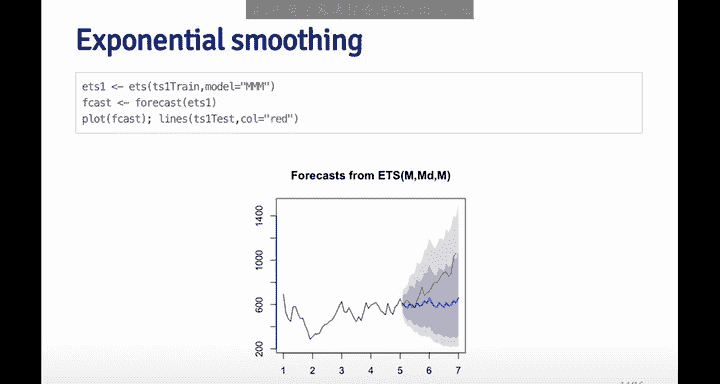 Exponential smoothing
ets1 <- ets(ts1Train,model="MMM")
fcast <- forecast(ets1)
plot(fcast); lines(ts1Test,col="red")
Forecasts from ETS(M,Md,M)
1400
1000
600
200
1 2 3 4 5 6 7